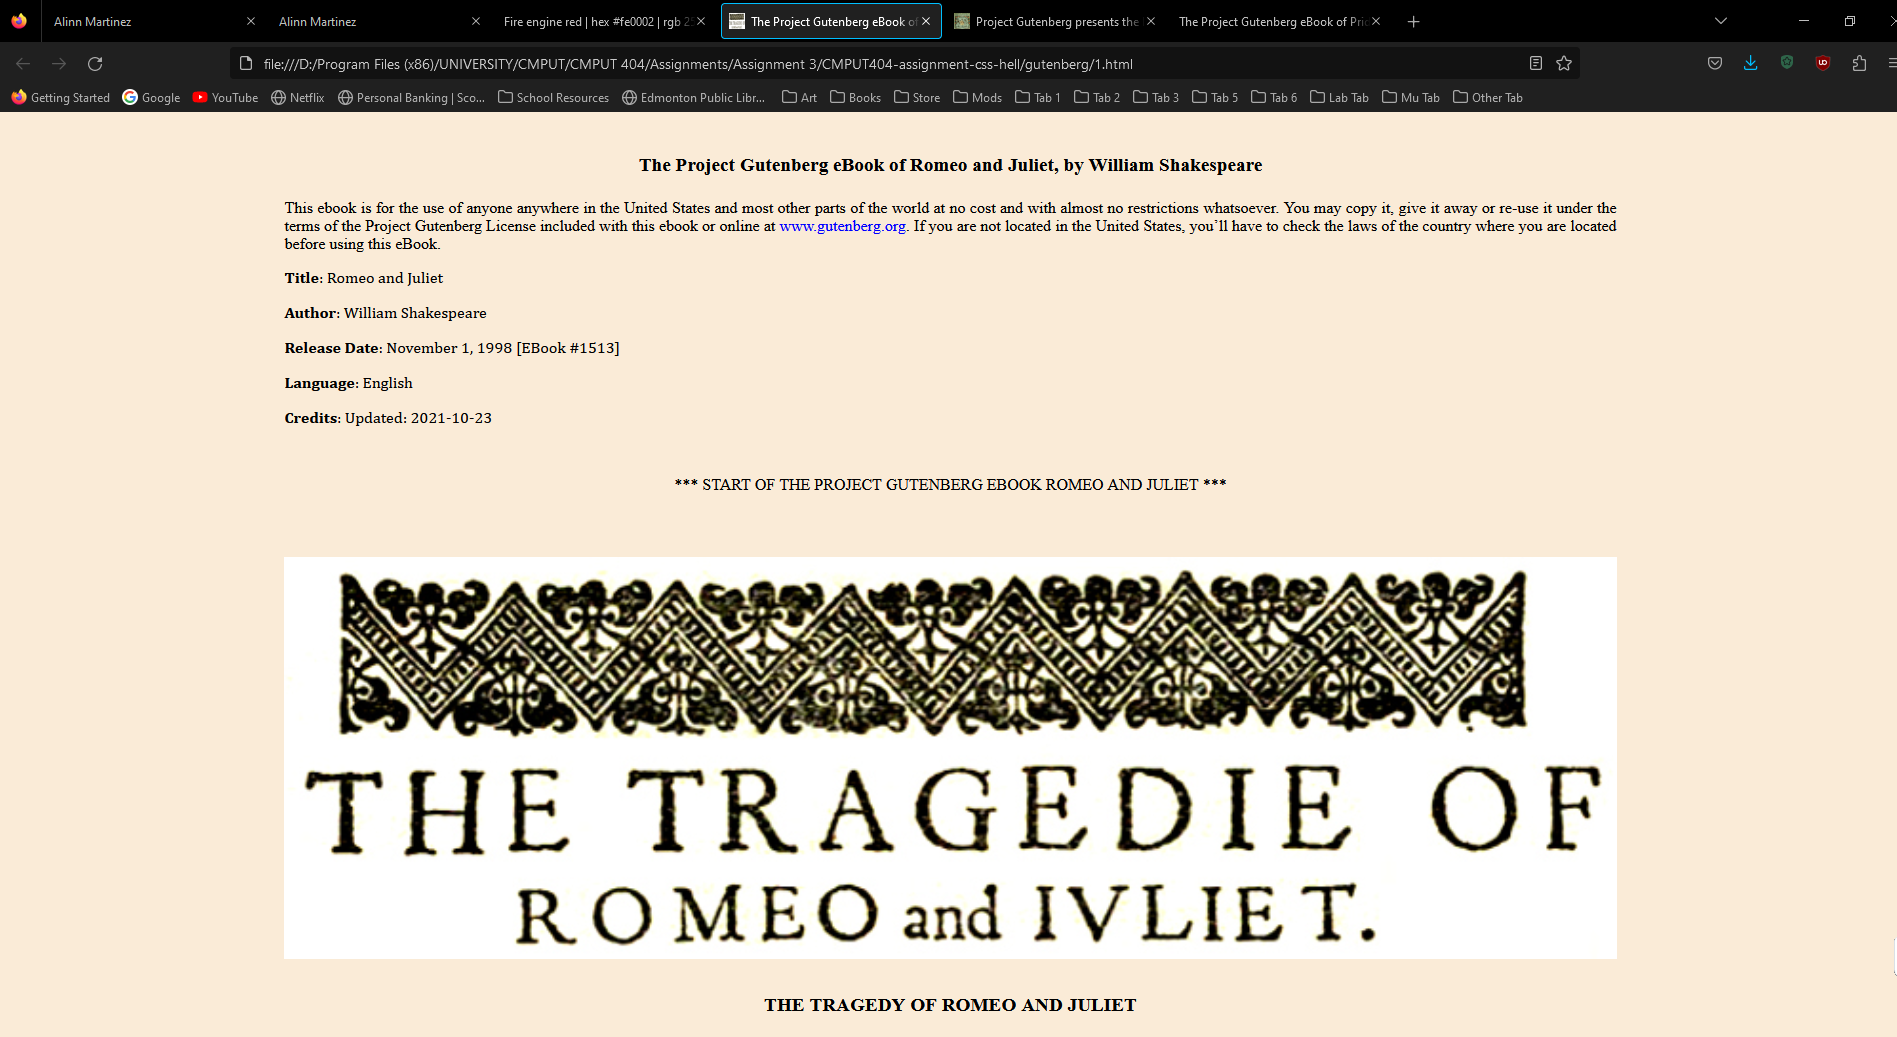 Alinn Martinez
Alinn Martinez
Fire engine red | hex #fe0002 | rgb 25
The Project Gutenberg eBook of
Project Gutenberg presents the
The Project Gutenberg eBook of Prid
file:///D:/Program Files (x86)/UNIVERSITY/CMPUT/CMPUT 404/Assignments/Assignment 3/CMPUT404-assignment-css-hell/gutenberg/1.html
Getting Started Google YouTube Netflix Personal Banking | Sco... School Resources Edmonton Public Libr... Art Books Store Mods Tab 1 Tab 2 Tab 3 Tab 5 Tab 6 Lab Tab Mu Tab Other Tab
The Project Gutenberg eBook of Romeo and Juliet, by William Shakespeare
This ebook is for the use of anyone anywhere in the United States and most other parts of the world at no cost and with almost no restrictions whatsoever. You may copy it, give it away or re-use it under the
terms of the Project Gutenberg License included with this ebook or online at www.gutenberg.org. If you are not located in the United States, you’ll have to check the laws of the country where you are located
before using this eBook.
Title: Romeo and Juliet
Author: William Shakespeare
Release Date: November 1, 1998 [EBook #1513]
Language: English
Credits: Updated: 2021-10-23
*** START OF THE PROJECT GUTENBERG EBOOK ROMEO AND JULIET ***
THE TRAGEDIE OF
ROMEO and IVLIET.
THE TRAGEDY OF ROMEO AND JULIET